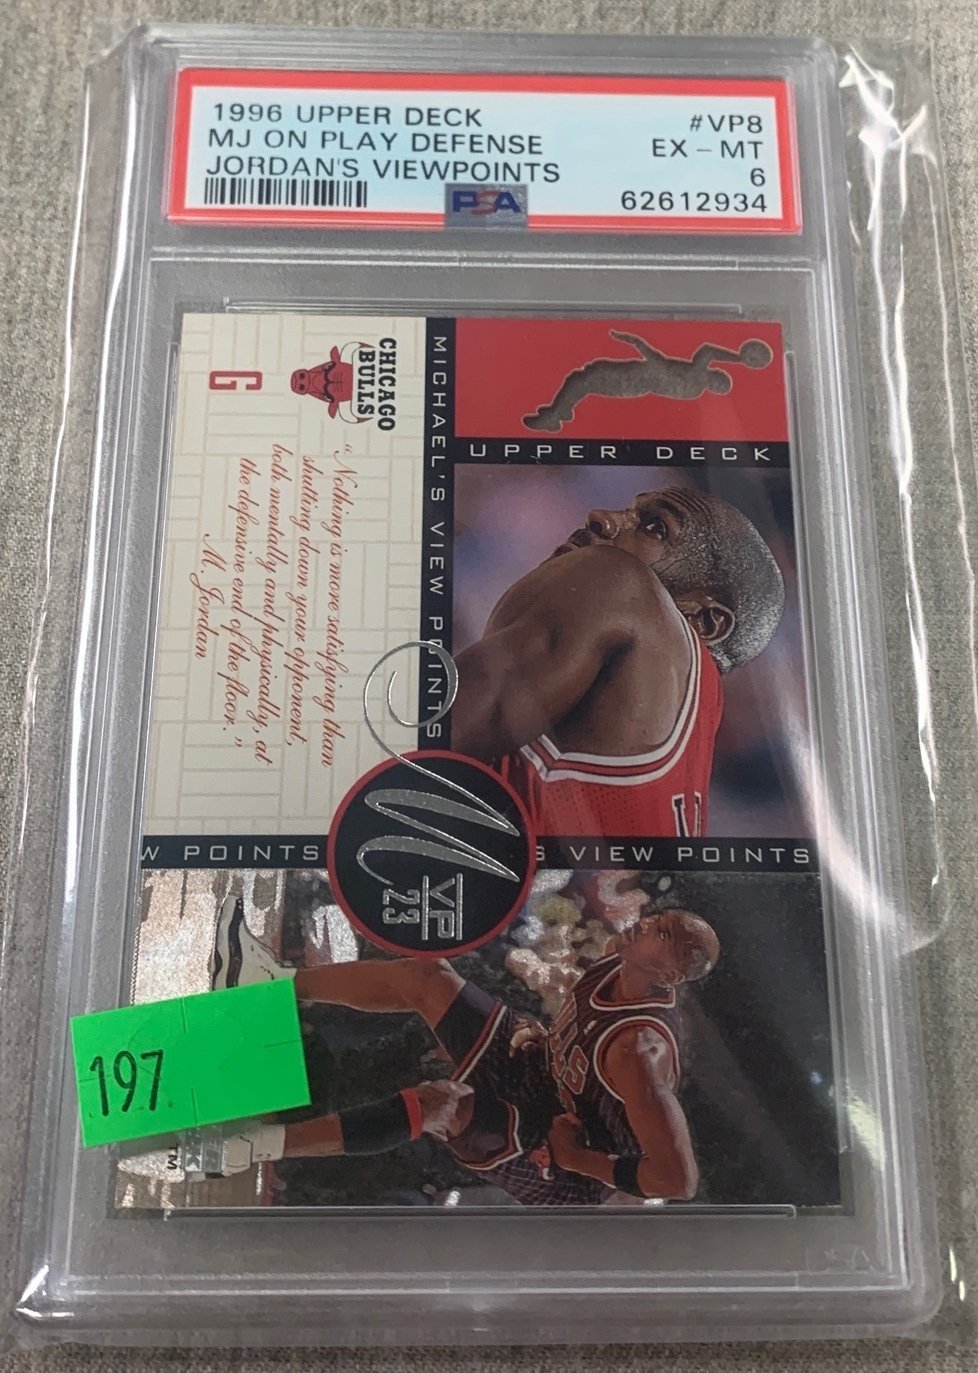 1996 UPPER DECK
MJ ON PLAY DEFENSE
JORDAN'S VIEWPOINTS
#VP8
EX - MT
6
62612934
PSA
CHICAGO
BULLS
G
"Nothing is more satisfying than
shutting down your opponent,
both mentally and physically, at
the defensive end of the floor."
M. Jordan
MICHAEL'S VIEW POINTS
UPPER DECK
W POINTS
S VIEW POINTS
M
VP
23
197
TM